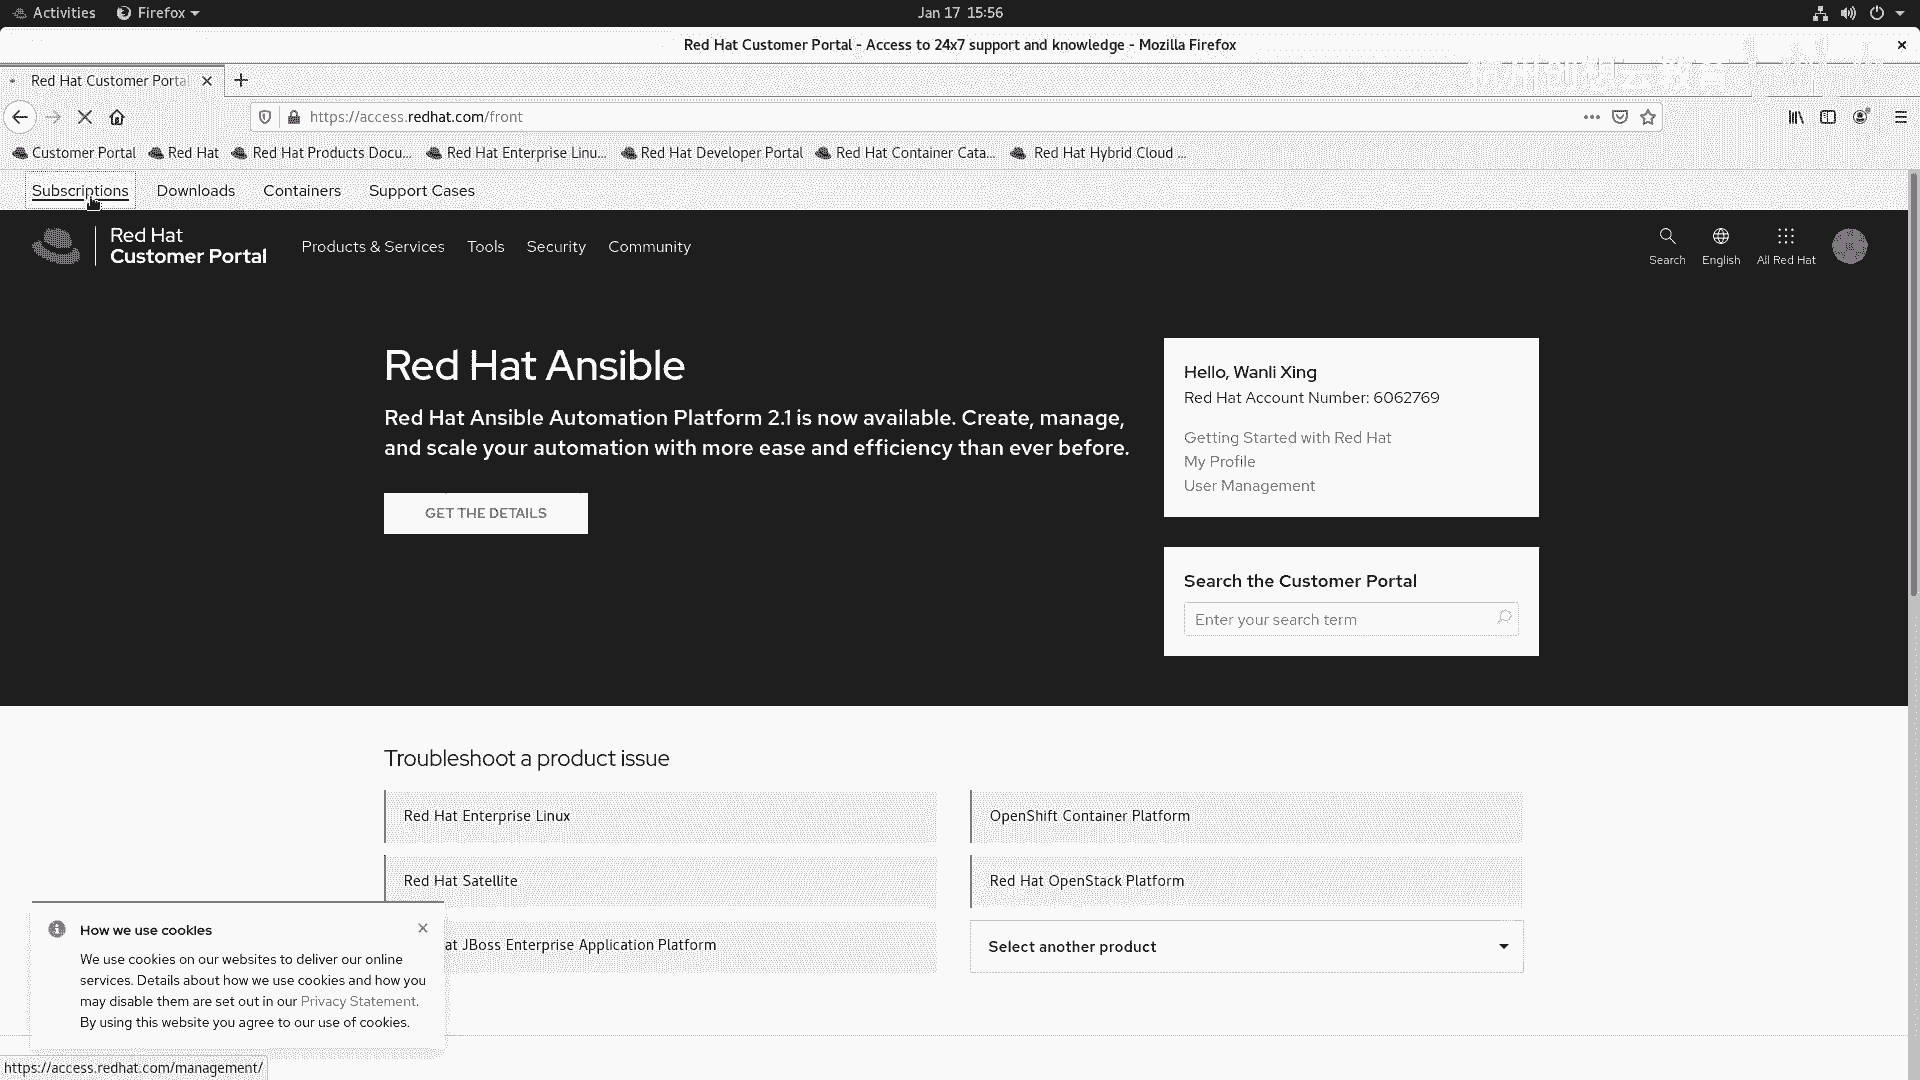 Activities
Firefox
Jan 17 15:56
Red Hat Customer Portal - Access to 24x7 support and knowledge - Mozilla Firefox
Red Hat Customer Porta
https://access.redhat.com/front
Customer Portal
Red Hat
Red Hat Products Docu...
Red Hat Enterprise Linu...
Red Hat Developer Portal
Red Hat Container Cata...
Red Hat Hybrid Cloud ...
Subscriptions
Downloads
Containers
Support Cases
Red Hat
Customer Portal
Products & Services
Tools
Security
Community
Search
English
All Red Hat
Red Hat Ansible
Red Hat Ansible Automation Platform 2.1 is now available. Create, manage,
and scale your automation with more ease and efficiency than ever before.
GET THE DETAILS
Hello, Wanli Xing
Red Hat Account Number: 6062769
Getting Started with Red Hat
My Profile
User Management
Search the Customer Portal
Enter your search term
Troubleshoot a product issue
Red Hat Enterprise Linux
OpenShift Container Platform
Red Hat Satellite
Red Hat OpenStack Platform
at JBoss Enterprise Application Platform
Select another product
How we use cookies
We use cookies on our websites to deliver our online
services. Details about how we use cookies and how you
may disable them are set out in our Privacy Statement.
By using this website you agree to our use of cookies.
https://access.redhat.com/management/